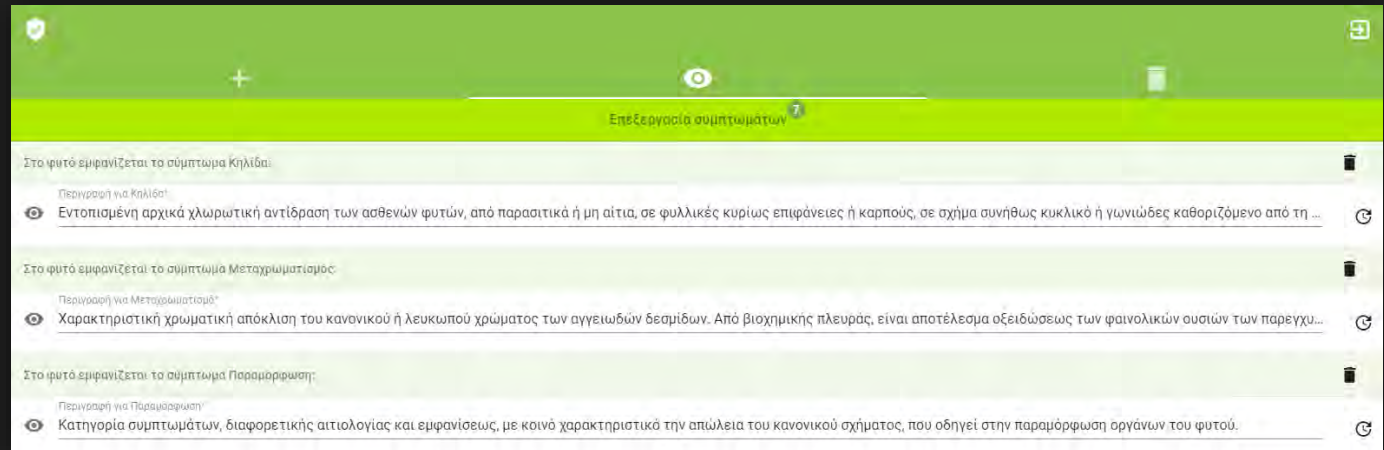 Επεξεργασία συμπτωμάτων 7
Στο φυτό εμφανίζεται το σύμπτωμα Κηλίδα:
Περιγραφή για Κηλίδα*
Εντοπισμένη αρχικά χλωρωτική αντίδραση των ασθενών φυτών, από παρασιτικά ή μη αίτια, σε φυλλικές κυρίως επιφάνειες ή καρπούς, σε σχήμα συνήθως κυκλικό ή γωνιώδες καθοριζόμενο από τη ...
Στο φυτό εμφανίζεται το σύμπτωμα Μεταχρωματισμός:
Περιγραφή για Μεταχρωματισμό*
Χαρακτηριστική χρωματική απόκλιση του κανονικού ή λευκωπού χρώματος των αγγειωδών δεσμίδων. Από βιοχημικής πλευράς, είναι αποτέλεσμα οξειδώσεως των φαινολικών ουσιών των παρεγχυ...
Στο φυτό εμφανίζεται το σύμπτωμα Παραμόρφωση:
Περιγραφή για Παραμόρφωση*
Κατηγορία συμπτωμάτων, διαφορετικής αιτιολογίας και εμφανίσεως, με κοινό χαρακτηριστικό την απώλεια του κανονικού σχήματος, που οδηγεί στην παραμόρφωση οργάνων του φυτού.